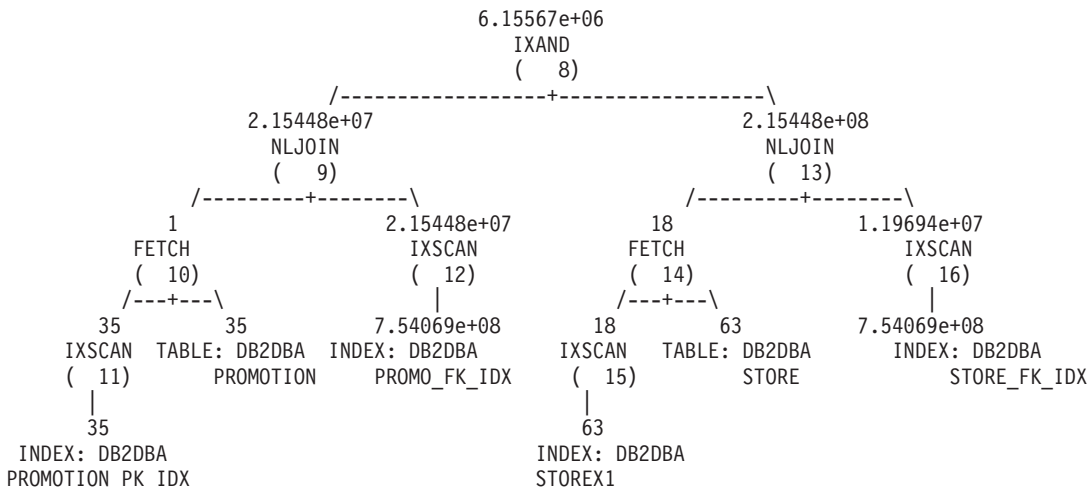 6.15567e+06
IXAND
( 8)
/------------------+------------------\
2.15448e+07 2.15448e+08
NLJOIN NLJOIN
( 9) ( 13)
/---------+--------\ /---------+--------\
1 2.15448e+07 18 1.19694e+07
FETCH IXSCAN FETCH IXSCAN
( 10) ( 12) ( 14) ( 16)
/---+---\ | /---+---\ |
35 35 7.54069e+08 18 63 7.54069e+08
IXSCAN TABLE: DB2DBA INDEX: DB2DBA IXSCAN TABLE: DB2DBA INDEX: DB2DBA
( 11) PROMOTION PROMO_FK_IDX ( 15) STORE STORE_FK_IDX
| |
35 63
INDEX: DB2DBA INDEX: DB2DBA
PROMOTION_PK_IDX STOREX1